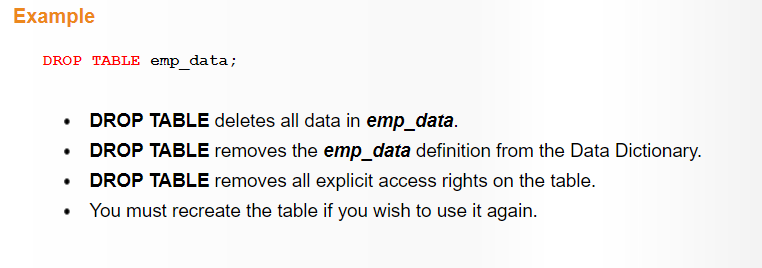 Example
DROP TABLE emp_data;
• DROP TABLE deletes all data in emp_data.
• DROP TABLE removes the emp_data definition from the Data Dictionary.
• DROP TABLE removes all explicit access rights on the table.
• You must recreate the table if you wish to use it again.